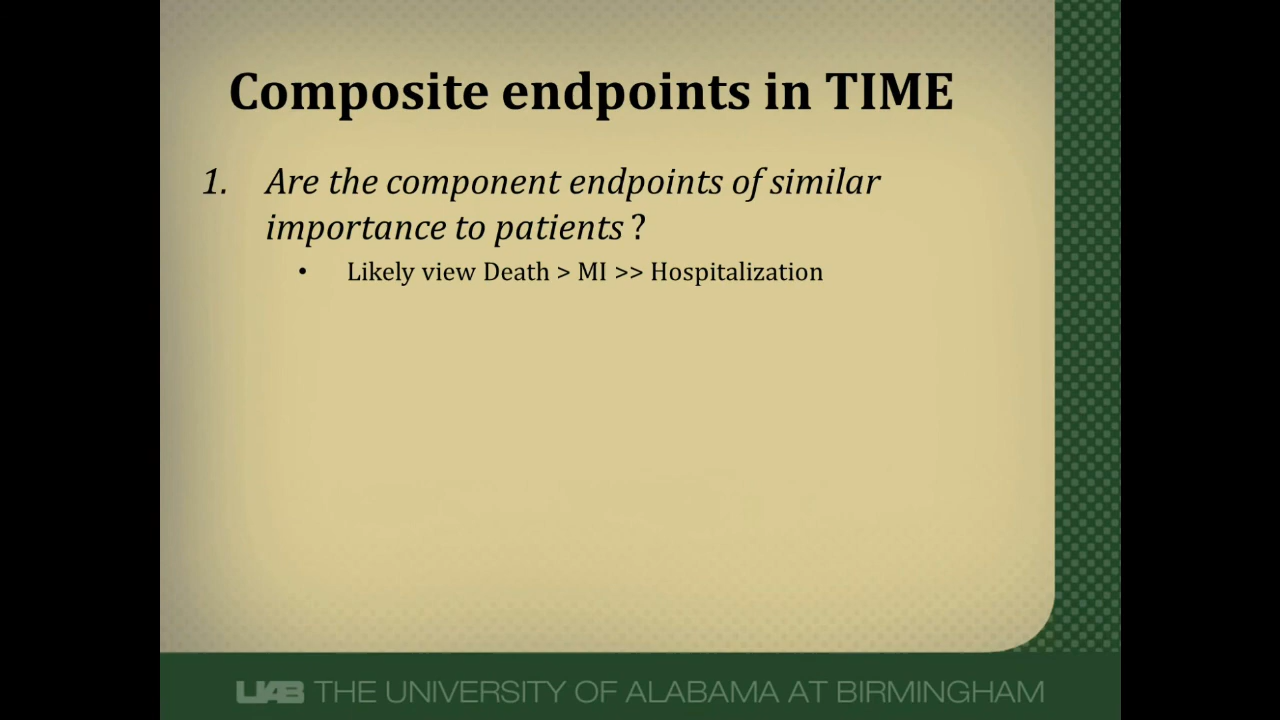 Composite endpoints in TIME
1. Are the component endpoints of similar
importance to patients ?
• Likely view Death > MI >> Hospitalization
UAB THE UNIVERSITY OF ALABAMA AT BIRMINGHAM